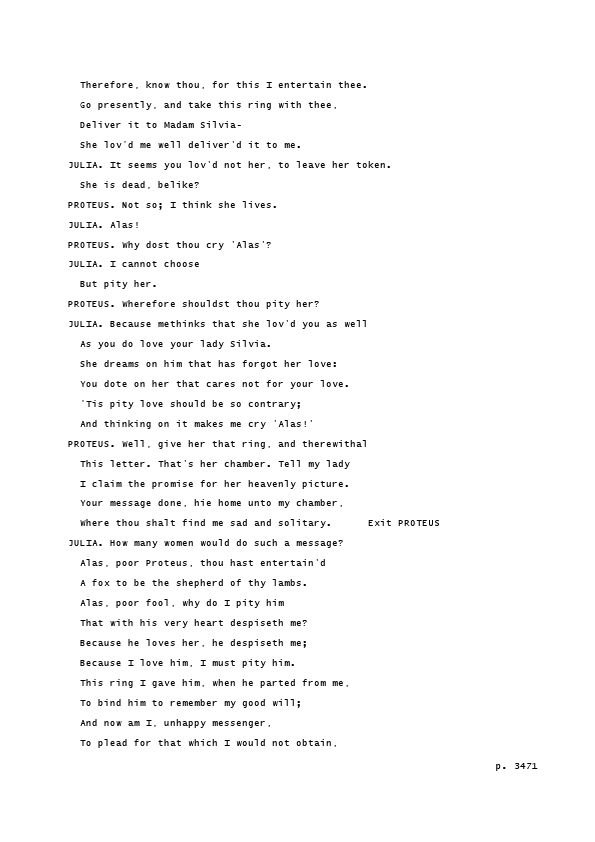 Therefore, know thou, for this I entertain thee.
Go presently, and take this ring with thee,
Deliver it to Madam Silvia-
She lov'd me well deliver'd it to me.
JULIA. It seems you lov'd not her, to leave her token.
She is dead, belike?
PROTEUS. Not so; I think she lives.
JULIA. Alas!
PROTEUS. Why dost thou cry 'Alas'?
JULIA. I cannot choose
But pity her.
PROTEUS. Wherefore shouldst thou pity her?
JULIA. Because methinks that she lov'd you as well
As you do love your lady Silvia.
She dreams on him that has forgot her love:
You dote on her that cares not for your love.
'Tis pity love should be so contrary;
And thinking on it makes me cry 'Alas!'
PROTEUS. Well, give her that ring, and therewithal
This letter. That's her chamber. Tell my lady
I claim the promise for her heavenly picture.
Your message done, hie home unto my chamber,
Where thou shalt find me sad and solitary. Exit PROTEUS
JULIA. How many women would do such a message?
Alas, poor Proteus, thou hast entertain'd
A fox to be the shepherd of thy lambs.
Alas, poor fool, why do I pity him
That with his very heart despiseth me?
Because he loves her, he despiseth me;
Because I love him, I must pity him.
This ring I gave him, when he parted from me,
To bind him to remember my good will;
And now am I, unhappy messenger,
To plead for that which I would not obtain,
p. 3471